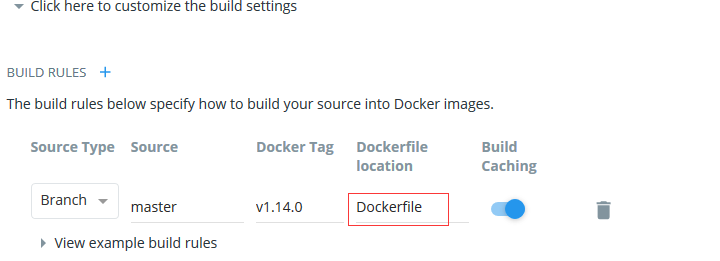 Click here to customize the build settings
BUILD RULES +
The build rules below specify how to build your source into Docker images.
Source Type Source Docker Tag Dockerfile location Build Caching
Branch master v1.14.0 Dockerfile
View example build rules